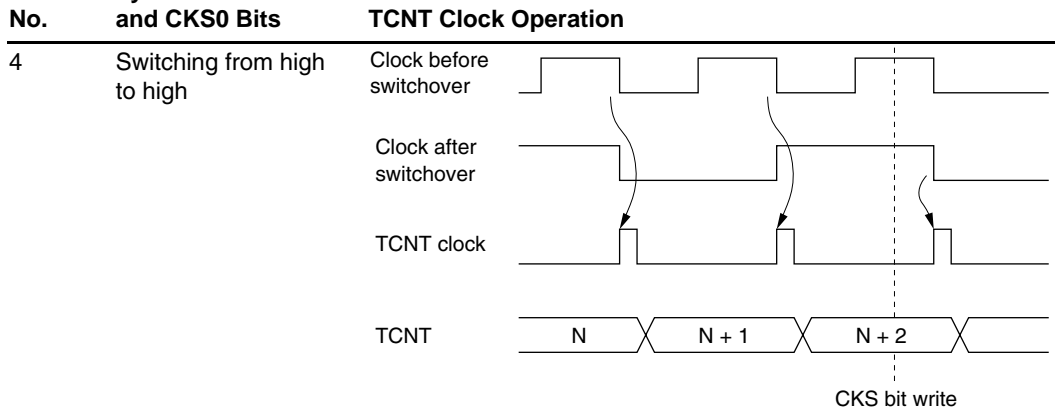 No. and CKS0 Bits TCNT Clock Operation
4 Switching from high Clock before
to high switchover
Clock after
switchover
TCNT clock
TCNT N N + 1 N + 2
CKS bit write